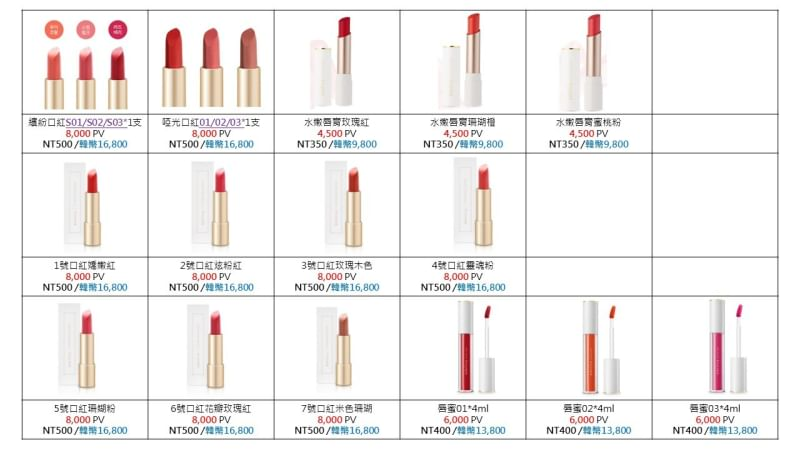 繽紛口紅S01/S02/S03*1支
8,000 PV
NT500 /韓幣16,800
啞光口紅01/02/03*1支
8,000 PV
NT500 /韓幣16,800
水嫩唇膏玫瑰紅
4,500 PV
NT350 /韓幣9,800
水嫩唇膏珊瑚橙
4,500 PV
NT350 /韓幣9,800
水嫩唇膏蜜桃粉
4,500 PV
NT350 /韓幣9,800
1號口紅嬌嫩紅
8,000 PV
NT500 /韓幣16,800
2號口紅炫粉紅
8,000 PV
NT500 /韓幣16,800
3號口紅玫瑰木色
8,000 PV
NT500 /韓幣16,800
4號口紅靈魂粉
8,000 PV
NT500 /韓幣16,800
5號口紅珊瑚粉
8,000 PV
NT500 /韓幣16,800
6號口紅花瓣玫瑰紅
8,000 PV
NT500 /韓幣16,800
7號口紅米色珊瑚
8,000 PV
NT500 /韓幣16,800
唇蜜01*4ml
6,000 PV
NT400 /韓幣13,800
唇蜜02*4ml
6,000 PV
NT400 /韓幣13,800
唇蜜03*4ml
6,000 PV
NT400 /韓幣13,800